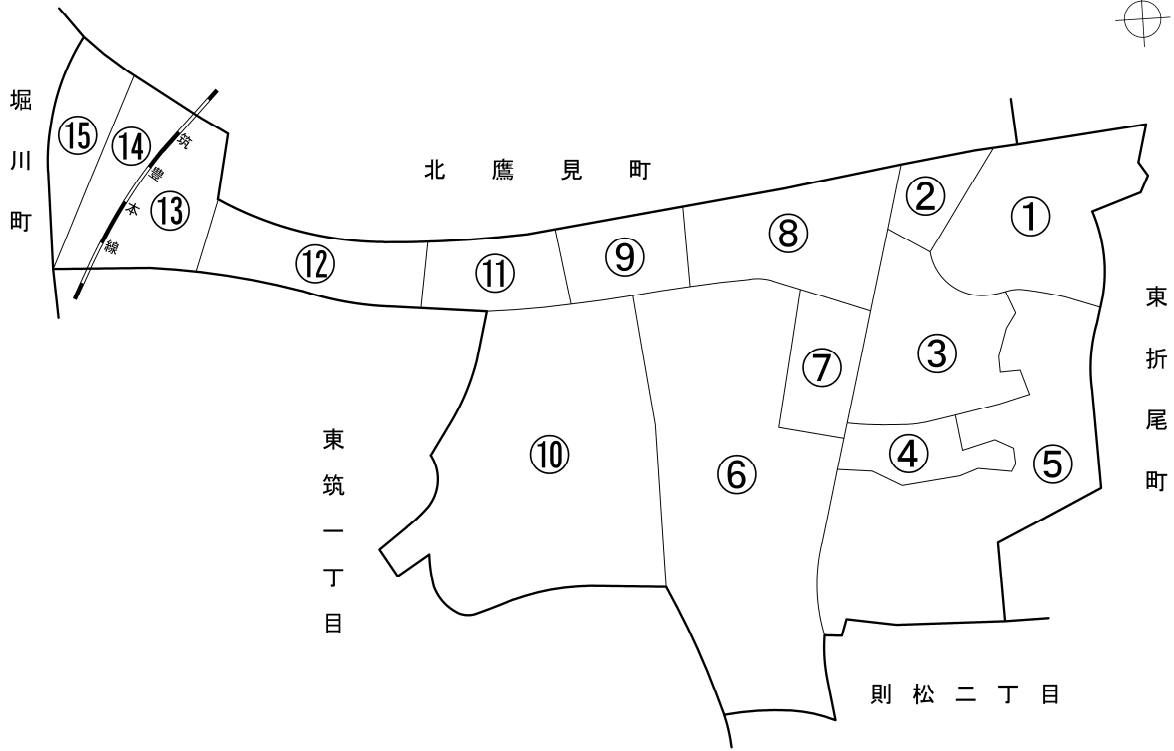 堀川町
北鷹見町
東折尾町
東筑一丁目
則松二丁目
筑豊本線
①
②
③
④
⑤
⑥
⑦
⑧
⑨
⑩
⑪
⑫
⑬
⑭
⑮